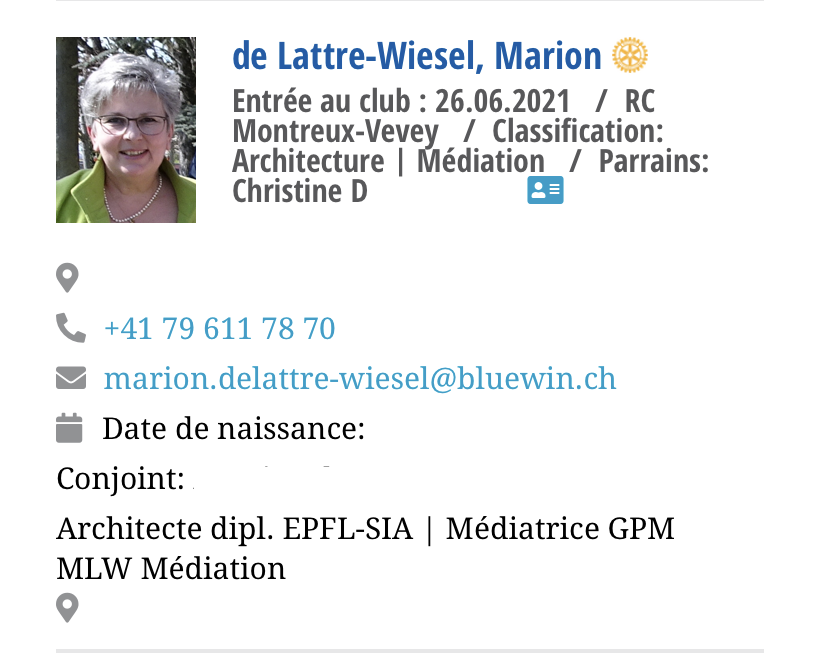 de Lattre-Wiesel, Marion
Entrée au club : 26.06.2021 / RC
Montreux-Vevey / Classification:
Architecture | Médiation / Parrains:
Christine D
+41 79 611 78 70
marion.delattre-wiesel@bluewin.ch
Date de naissance:
Conjoint:
Architecte dipl. EPFL-SIA | Médiatrice GPM
MLW Médiation